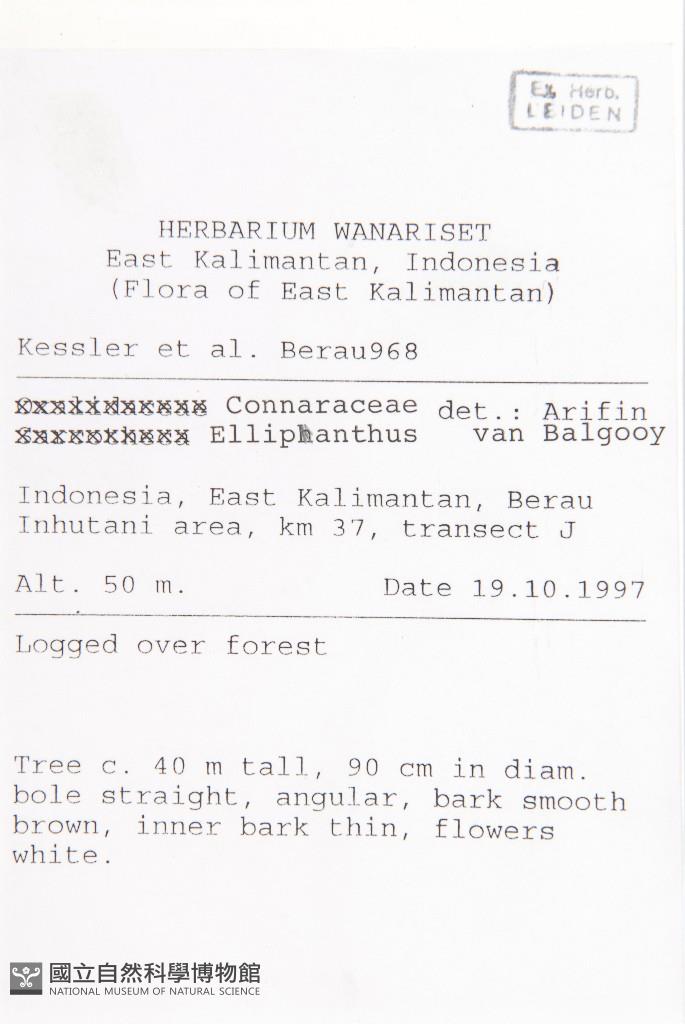 Ex Herb.
LEIDEN
HERBARIUM WANARISET
East Kalimantan, Indonesia
(Flora of East Kalimantan)
Kessler et al. Berau968
Connaraceae det.: Arifin
Elliphanthus van Balgooy
Indonesia, East Kalimantan, Berau
Inhutani area, km 37, transect J
Alt. 50 m. Date 19.10.1997
Logged over forest
Tree c. 40 m tall, 90 cm in diam.
bole straight, angular, bark smooth
brown, inner bark thin, flowers
white.
國立自然科學博物館
NATIONAL MUSEUM OF NATURAL SCIENCE